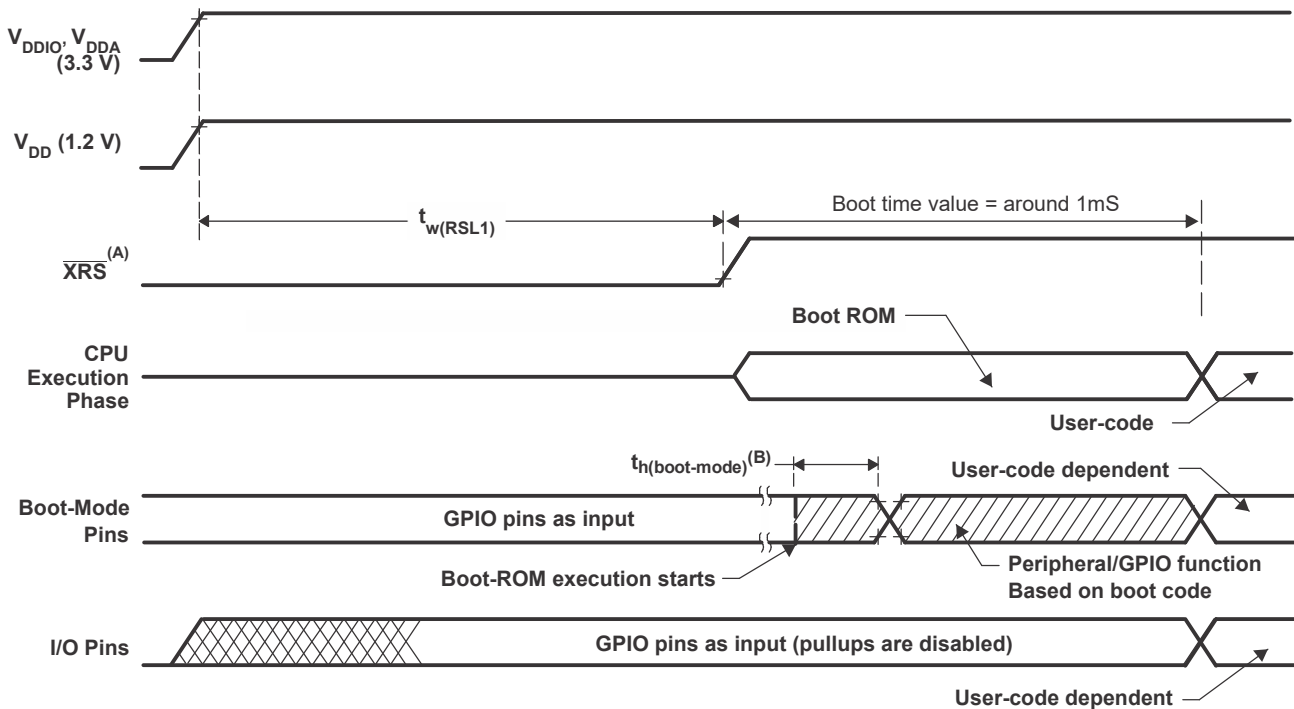 VDDIO, VDDA
(3.3 V)
VDD (1.2 V)
tw(RSL1)
Boot time value = around 1mS
XRS(A)
Boot ROM
CPU
Execution
Phase
User-code
th(boot-mode)(B)
User-code dependent
Boot-Mode
Pins
GPIO pins as input
Boot-ROM execution starts
Peripheral/GPIO function
Based on boot code
I/O Pins
GPIO pins as input (pullups are disabled)
User-code dependent